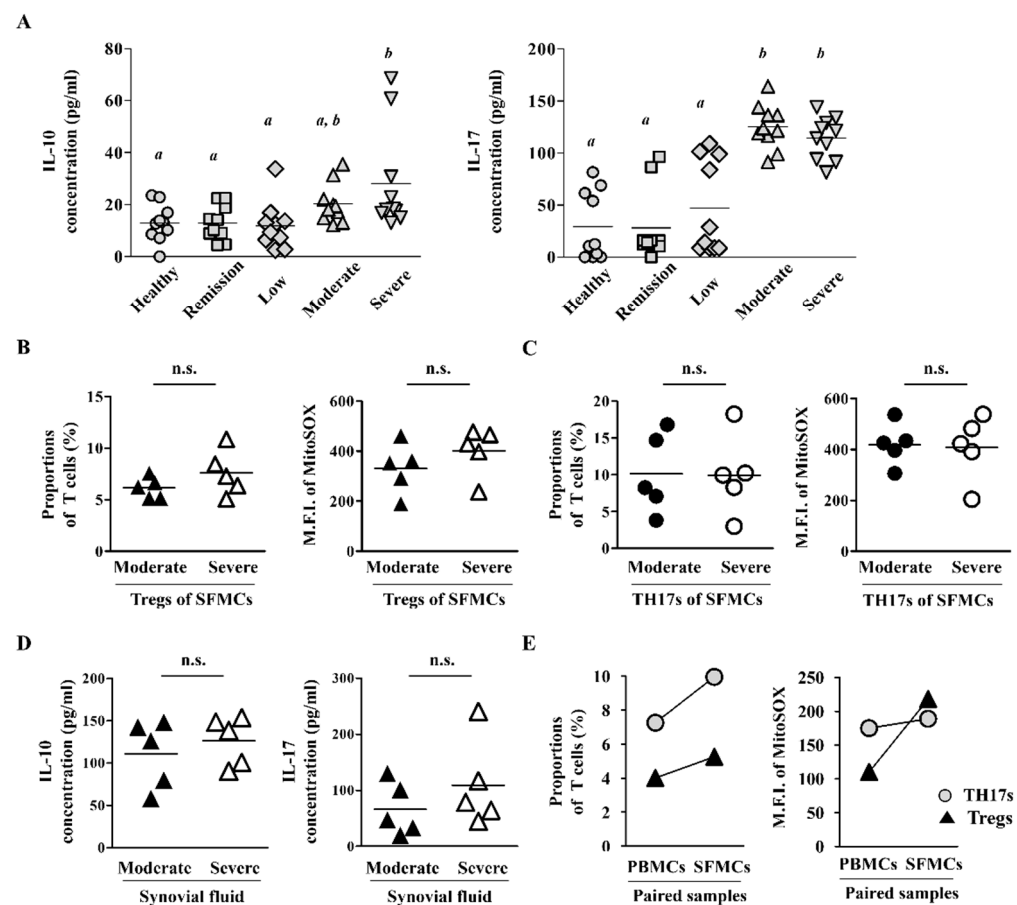 A
IL-10
concentration (pg/ml)
80
60
40
20
0
a
a
a
a, b
b
Healthy
Remission
Low
Moderate
Severe
IL-17
concentration (pg/ml)
200
150
100
50
0
a
a
a
b
b
Healthy
Remission
Low
Moderate
Severe
B
n.s.
Proportions
of T cells (%)
15
10
5
0
Moderate Severe
Tregs of SFMCs
n.s.
M.F.I. of MitoSOX
600
400
200
0
Moderate Severe
Tregs of SFMCs
C
n.s.
Proportions
of T cells (%)
20
15
10
5
0
Moderate Severe
TH17s of SFMCs
n.s.
M.F.I. of MitoSOX
600
400
200
0
Moderate Severe
TH17s of SFMCs
D
n.s.
IL-10
concentration (pg/ml)
200
150
100
50
0
Moderate Severe
Synovial fluid
n.s.
IL-17
concentration (pg/ml)
300
200
100
0
Moderate Severe
Synovial fluid
E
Proportions
of T cells (%)
10
8
6
4
2
0
PBMCs SFMCs
Paired samples
M.F.I. of MitoSOX
250
200
150
100
50
0
TH17s
Tregs
PBMCs SFMCs
Paired samples